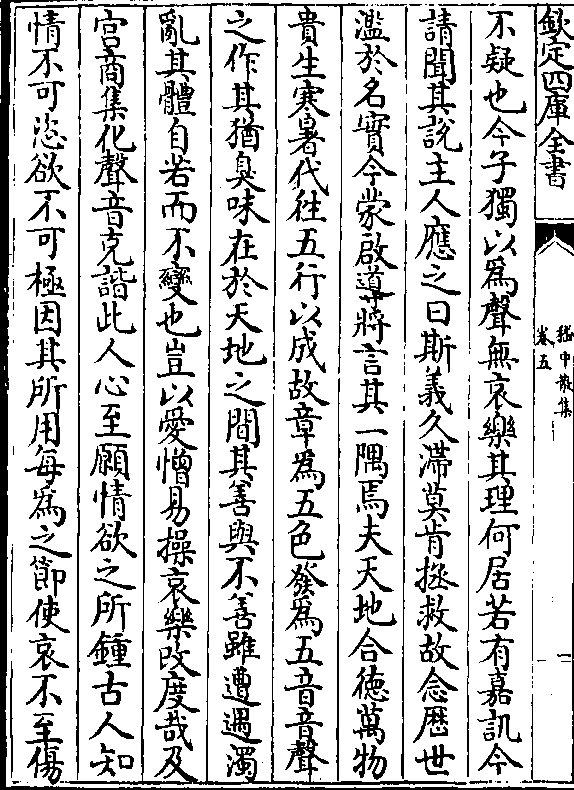 欽定四庫全書
嵇中散集
卷五
一
不疑也今子獨以為聲無哀樂其理何居若有嘉訊今
請聞其說主人應之曰斯義久滯莫肯拯救故念歴世
濫於名實今蒙啟導將言其一隅焉夫天地合徳萬物
貴生寒暑代往五行以成故章為五色發為五音音聲
之作其猶臭味在於天地之間其善與不善雖遭遇濁
亂其體自若而不變也豈以愛憎易操哀樂改度哉及
宫商集化聲音克諧此人心至願情欲之所鍾古人知
情不可恣欲不可極因其所用每為之節使哀不至傷